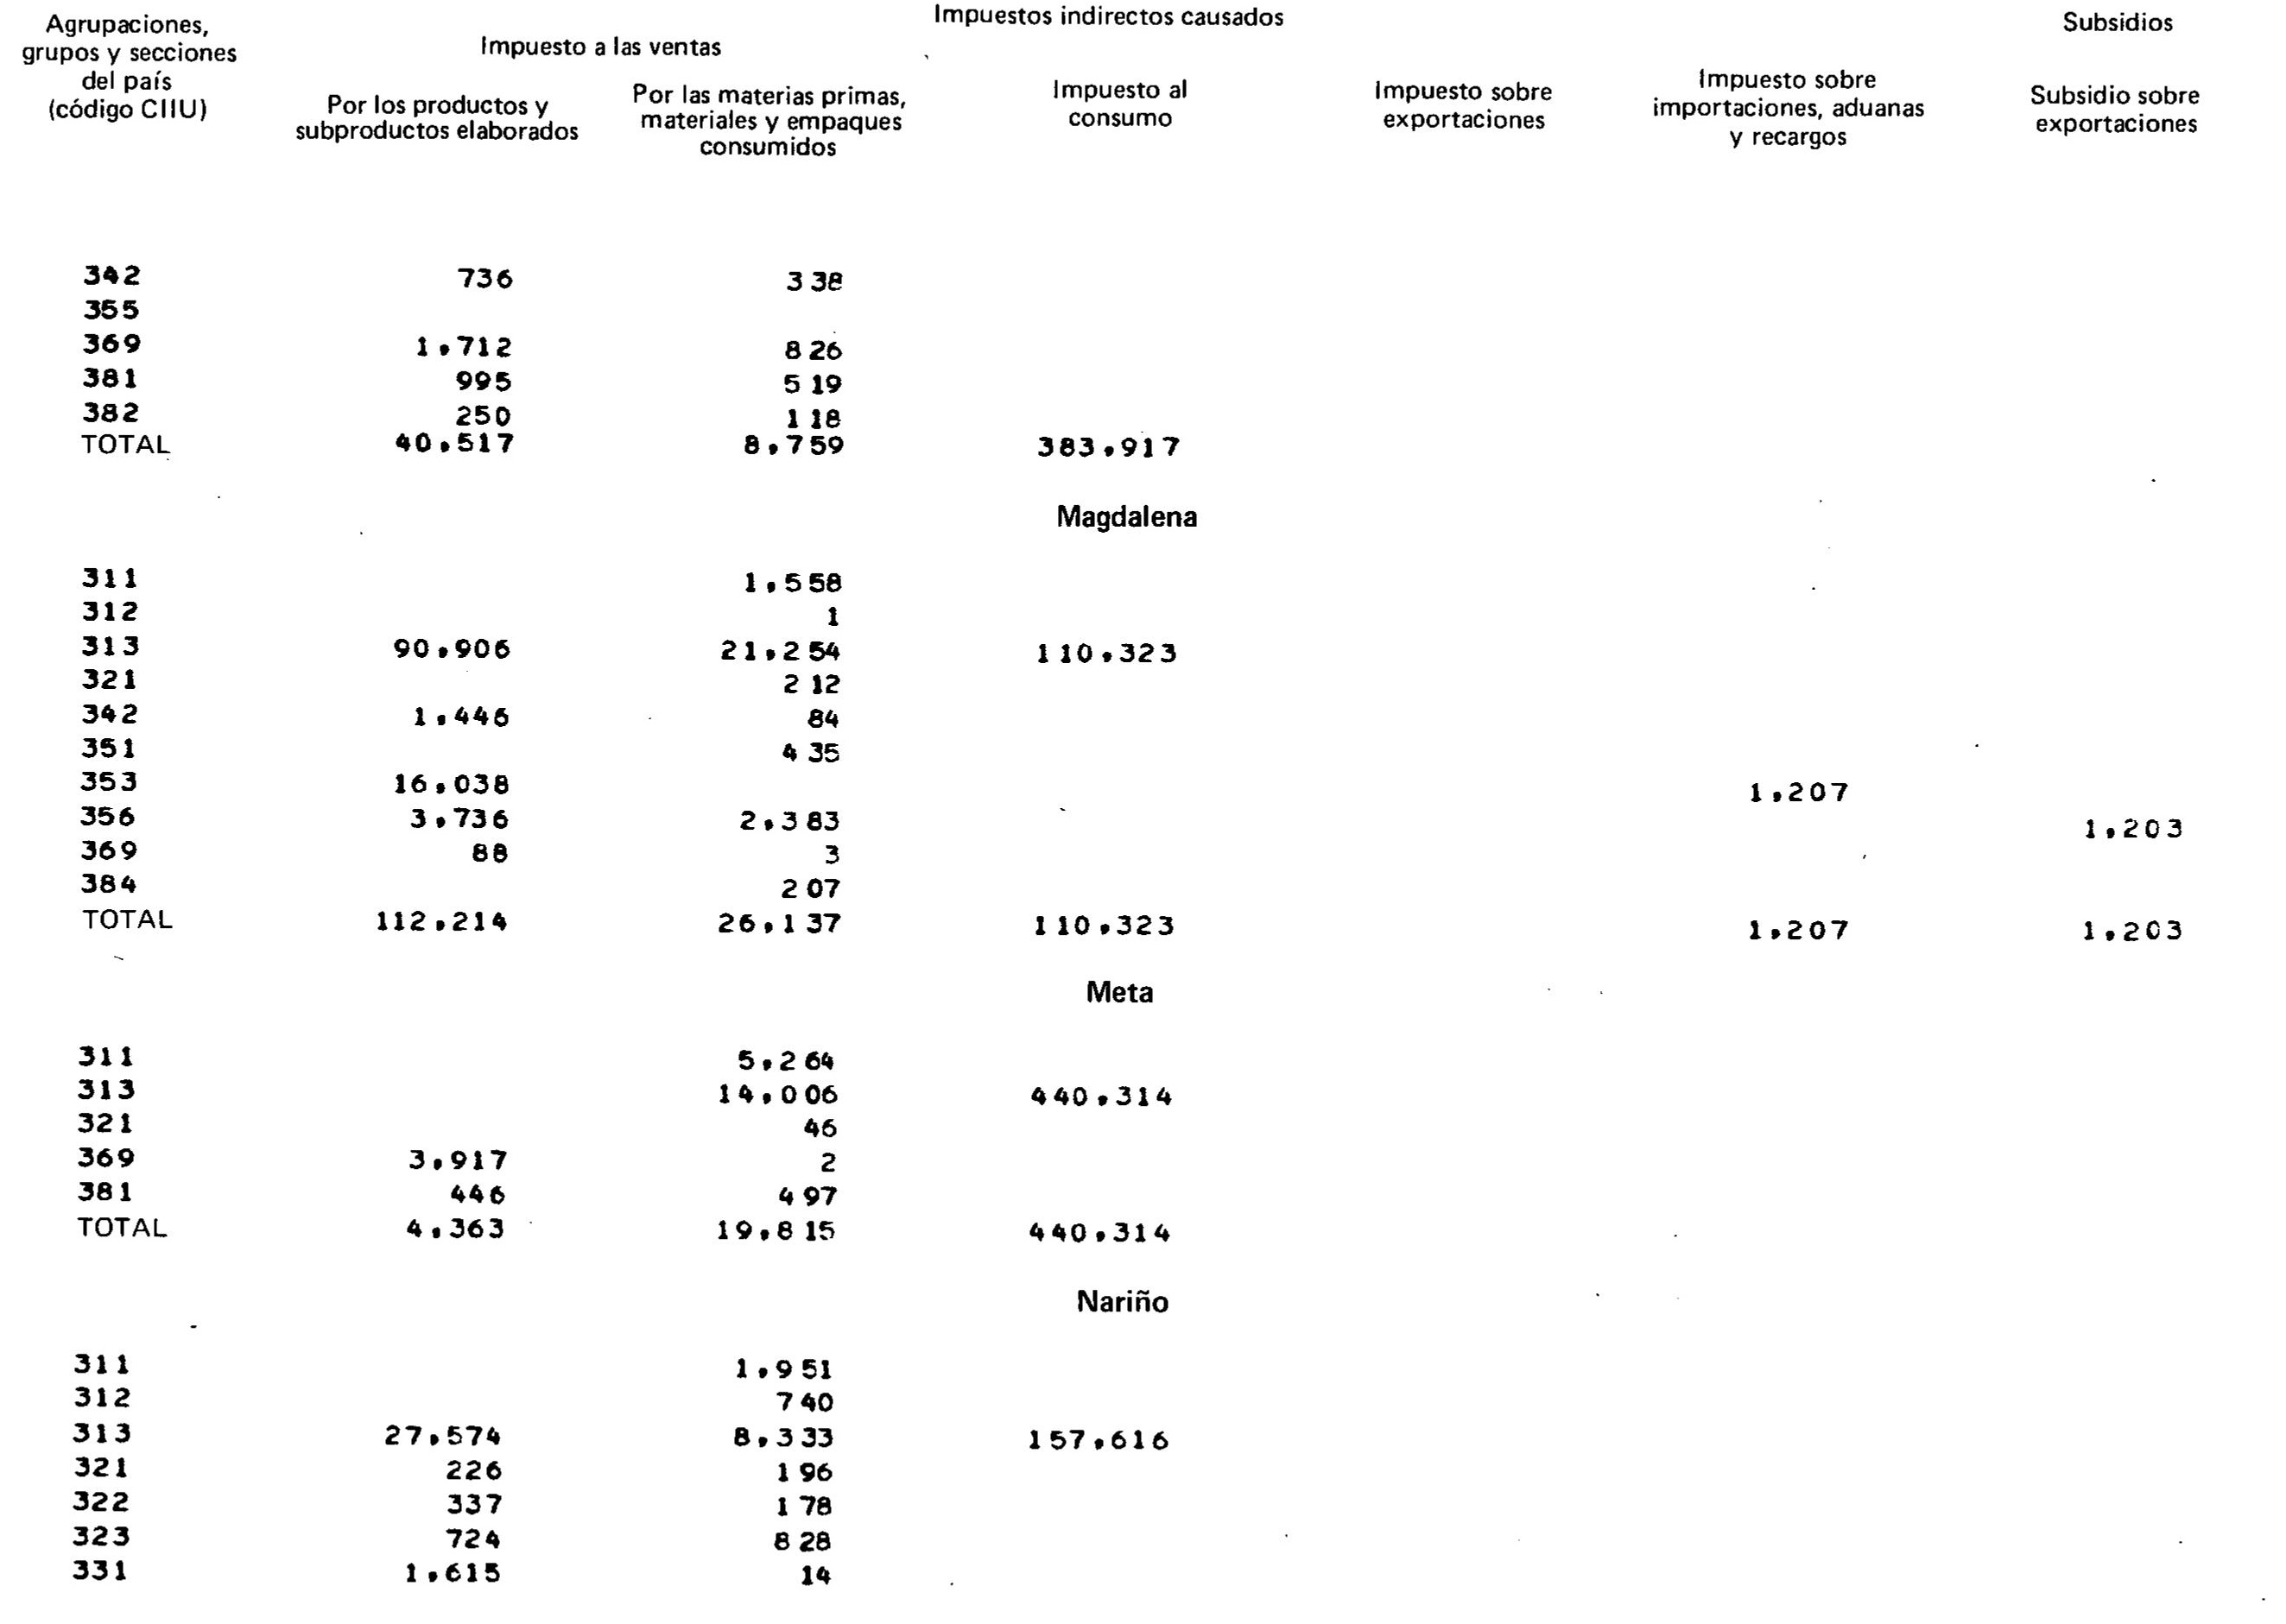 Agrupaciones, grupos y secciones del país (código CIIU)
Impuestos indirectos causados
Subsidios
Impuesto a las ventas
Por los productos y subproductos elaborados
Por las materias primas, materiales y empaques consumidos
Impuesto al consumo
Impuesto sobre exportaciones
Impuesto sobre importaciones, aduanas y recargos
Subsidio sobre exportaciones
342 736 338
355
369 1,712 826
381 995 519
382 250 118
TOTAL 40,517 8,759 383,917
Magdalena
311 1,558
312 1
313 90,906 21,254 110,323
321 212
342 1,446 84
351 435
353 16,038 1,207
356 3,736 2,383 1,203
369 88 3
384 207
TOTAL 112,214 26,137 110,323 1,207 1,203
Meta
311 5,264
313 14,006 440,314
321 46
369 3,917 2
381 446 497
TOTAL 4,363 19,815 440,314
Nariño
311 1,951
312 740
313 27,574 8,333 157,616
321 226 196
322 337 178
323 724 828
331 1,615 14